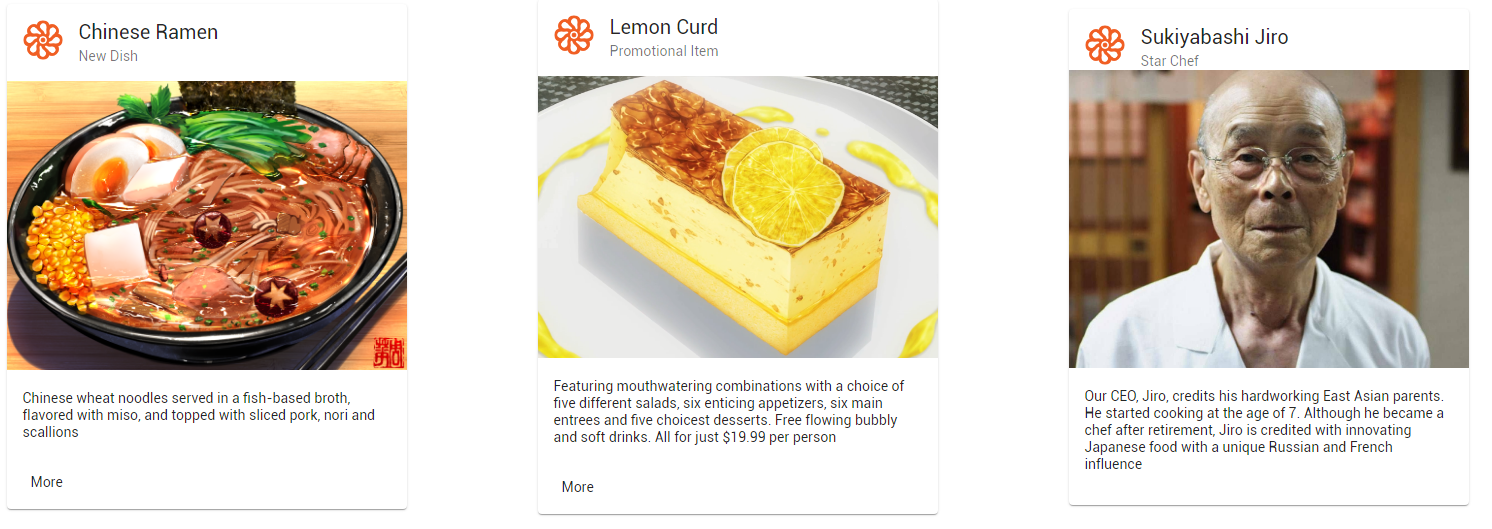 Chinese Ramen
New Dish
Chinese wheat noodles served in a fish-based broth,
flavored with miso, and topped with sliced pork, nori and
scallions
More
Lemon Curd
Promotional Item
Featuring mouthwatering combinations with a choice of
five different salads, six enticing appetizers, six main
entrees and five choicest desserts. Free flowing bubbly
and soft drinks. All for just $19.99 per person
More
Sukiyabashi Jiro
Star Chef
Our CEO, Jiro, credits his hardworking East Asian parents.
He started cooking at the age of 7. Although he became a
chef after retirement, Jiro is credited with innovating
Japanese food with a unique Russian and French
influence